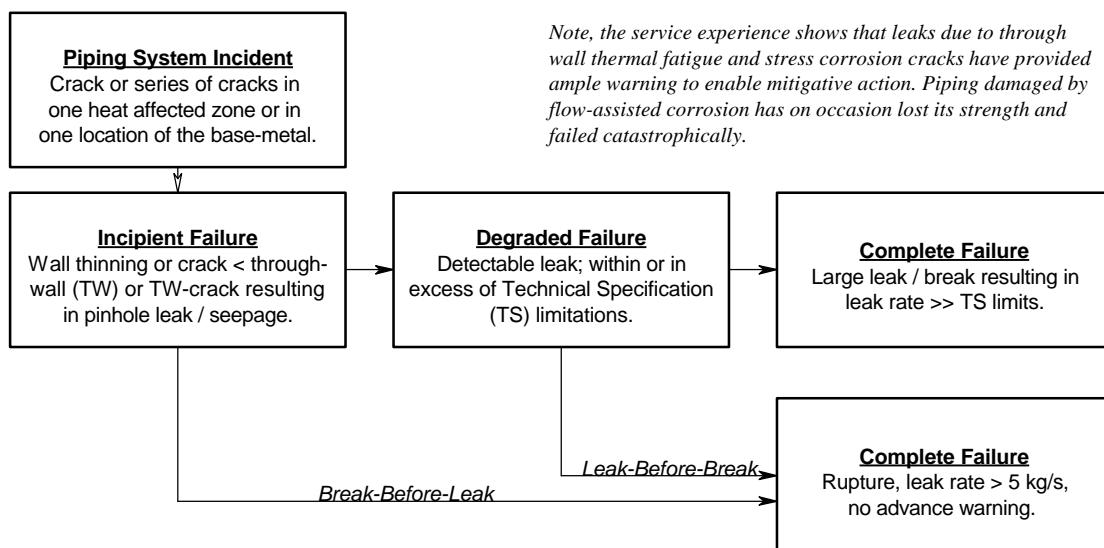 Piping System Incident
Crack or series of cracks in
one heat affected zone or in
one location of the base-metal.
Note, the service experience shows that leaks due to through
wall thermal fatigue and stress corrosion cracks have provided
ample warning to enable mitigative action. Piping damaged by
flow-assisted corrosion has on occasion lost its strength and
failed catastrophically.
Incipient Failure
Wall thinning or crack < through-
wall (TW) or TW-crack resulting
in pinhole leak / seepage.
Degraded Failure
Detectable leak; within or in
excess of Technical Specification
(TS) limitations.
Complete Failure
Large leak / break resulting in
leak rate >> TS limits.
Leak-Before-Break
Break-Before-Leak
Complete Failure
Rupture, leak rate > 5 kg/s,
no advance warning.